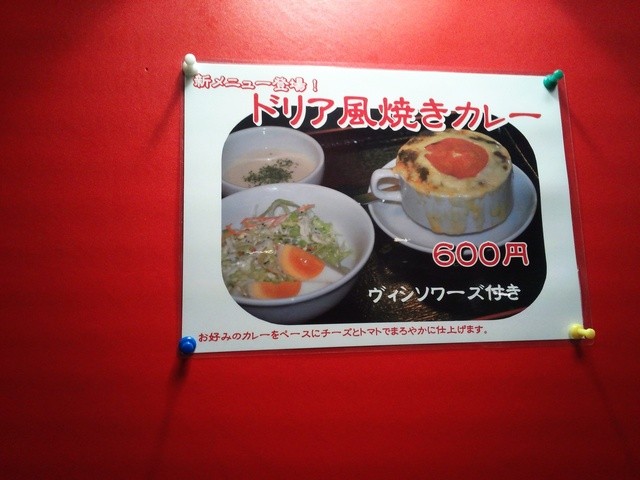 新メニュー登場！
ドリア風焼きカレー
600円
ヴィシソワーズ付き
お好みのカレーをベースにチーズとトマトでまろやかに仕上げます。